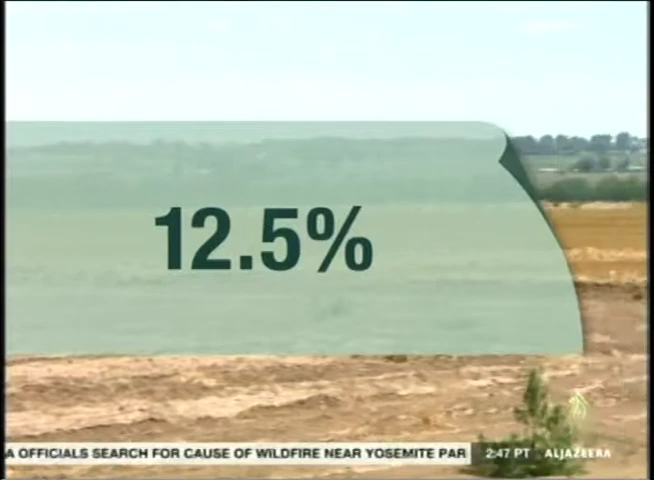 12.5%
A OFFICIALS SEARCH FOR CAUSE OF WILDFIRE NEAR YOSEMITE PAR
2:47 PT ALJAZEERA